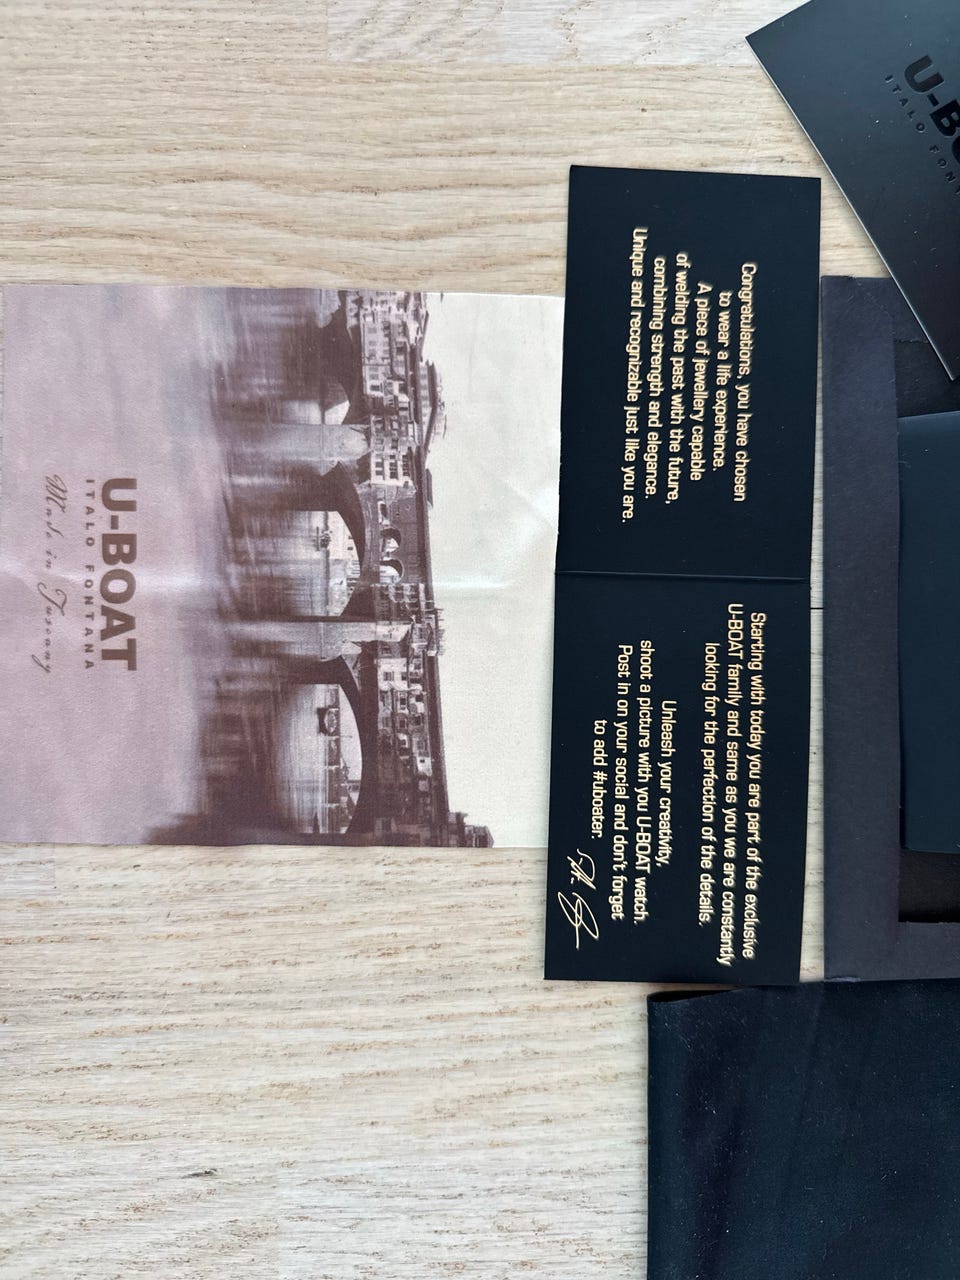 Congratulations, you have chosen
to wear a life experience.
A piece of jewellery capable
of welding the past with the future,
combining strength and elegance.
Unique and recognizable just like you are.
Starting with today you are part of the exclusive
U-BOAT family and same as you we are constantly
looking for the perfection of the details.
Unleash your creativity,
shoot a picture with you U-BOAT watch.
Post in on your social and don't forget
to add #uboater.
U-BOAT
ITALO FONTANA
Made in Tuscany
ITALO